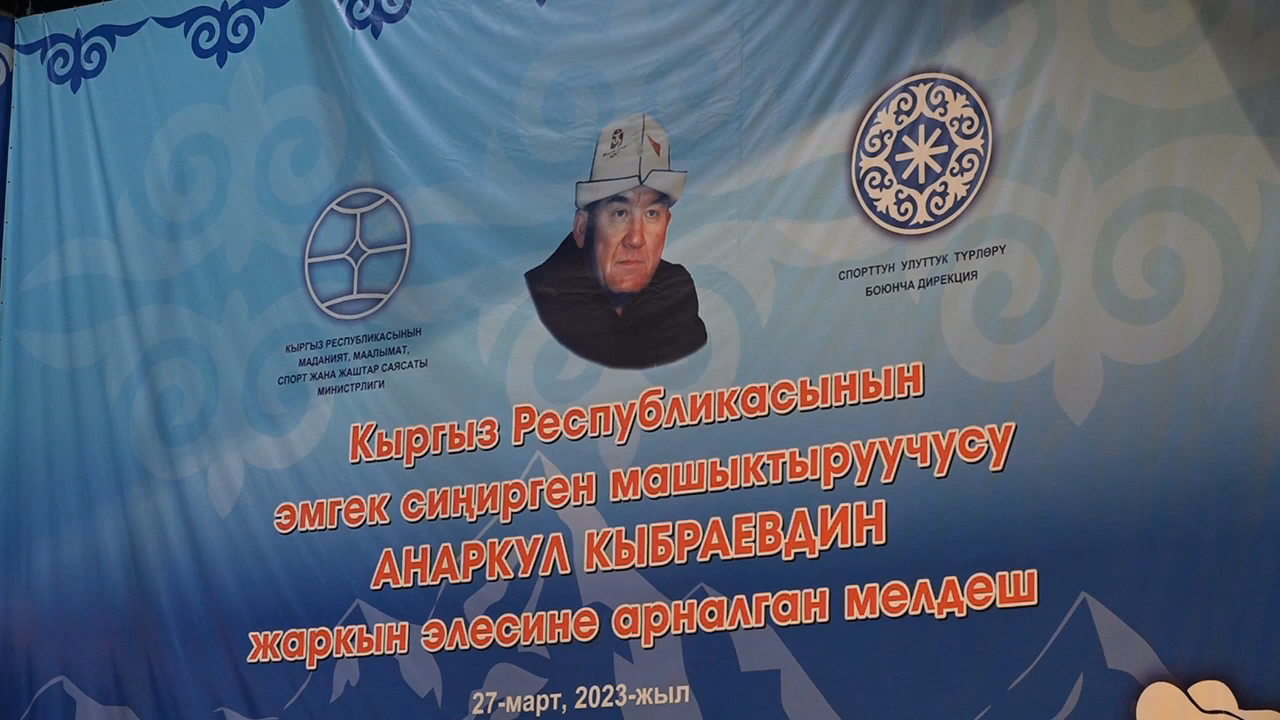 КЫРГЫЗ РЕСПУБЛИКАСЫНЫН
МАДАНИЯТ, МААЛЫМАТ,
СПОРТ ЖАНА ЖАШТАР САЯСАТЫ
МИНИСТРЛИГИ
СПОРТТУН УЛУТТУК ТҮРЛӨРҮ
БОЮНЧА ДИРЕКЦИЯ
Кыргыз Республикасынын
эмгек сиңирген машыктыруучусу
АНАРКУЛ КЫБРАЕВДИН
жаркын элесине арналган мелдеш
27-март, 2023-жыл